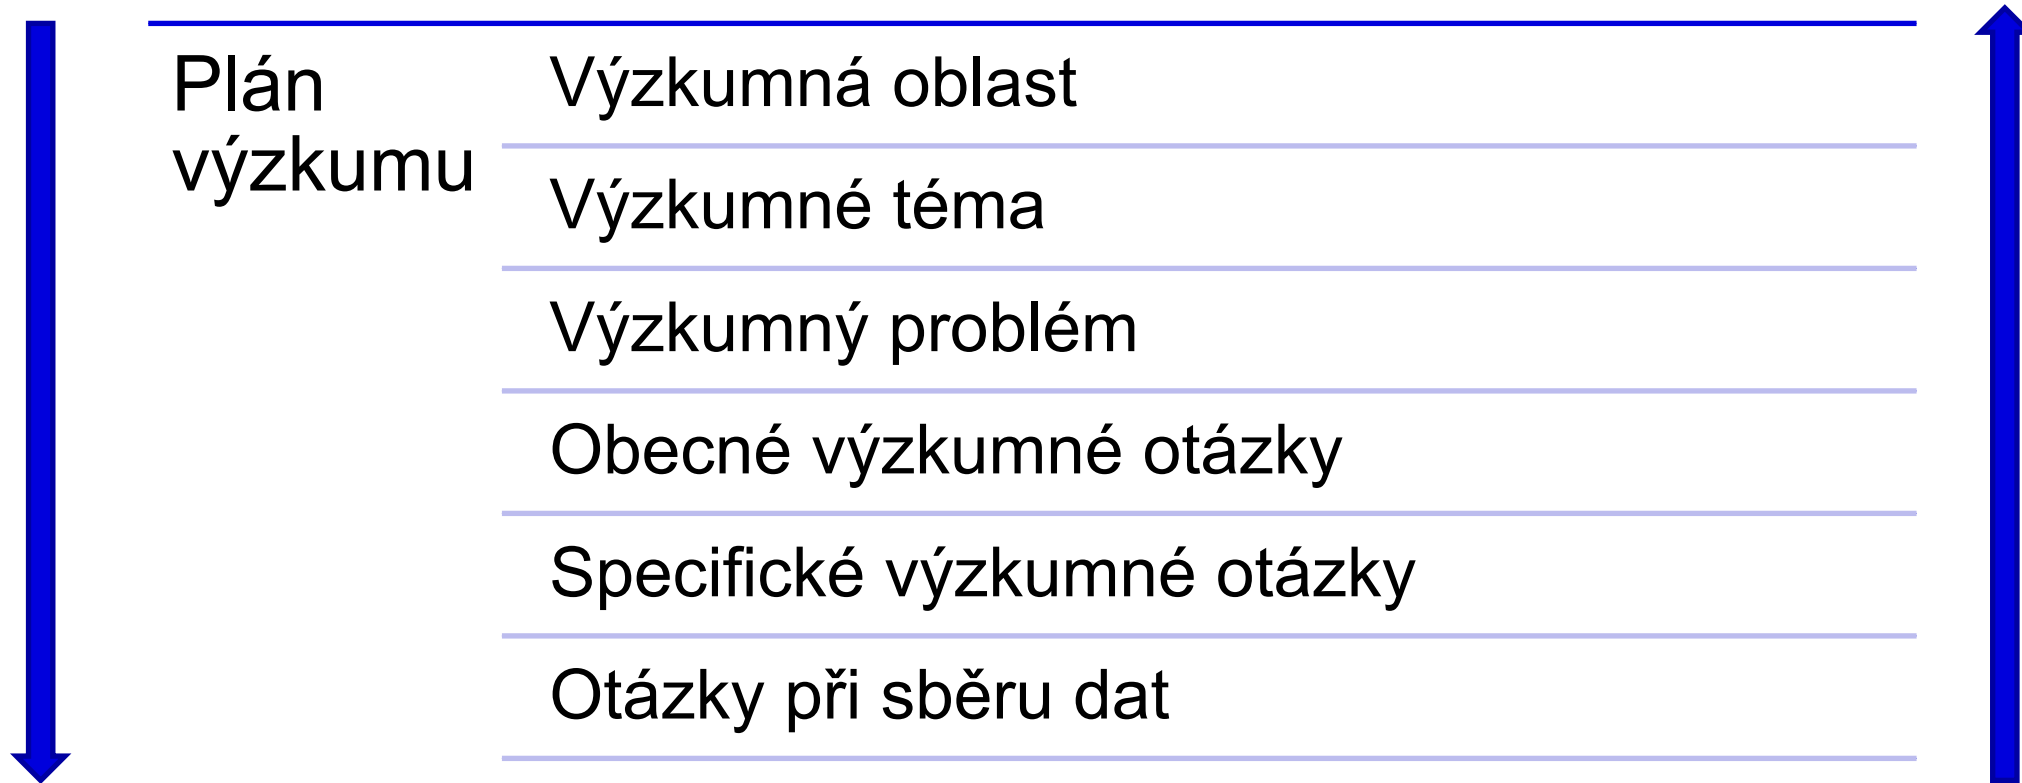 Plán
výzkumu
Výzkumná oblast
Výzkumné téma
Výzkumný problém
Obecné výzkumné otázky
Specifické výzkumné otázky
Otázky při sběru dat